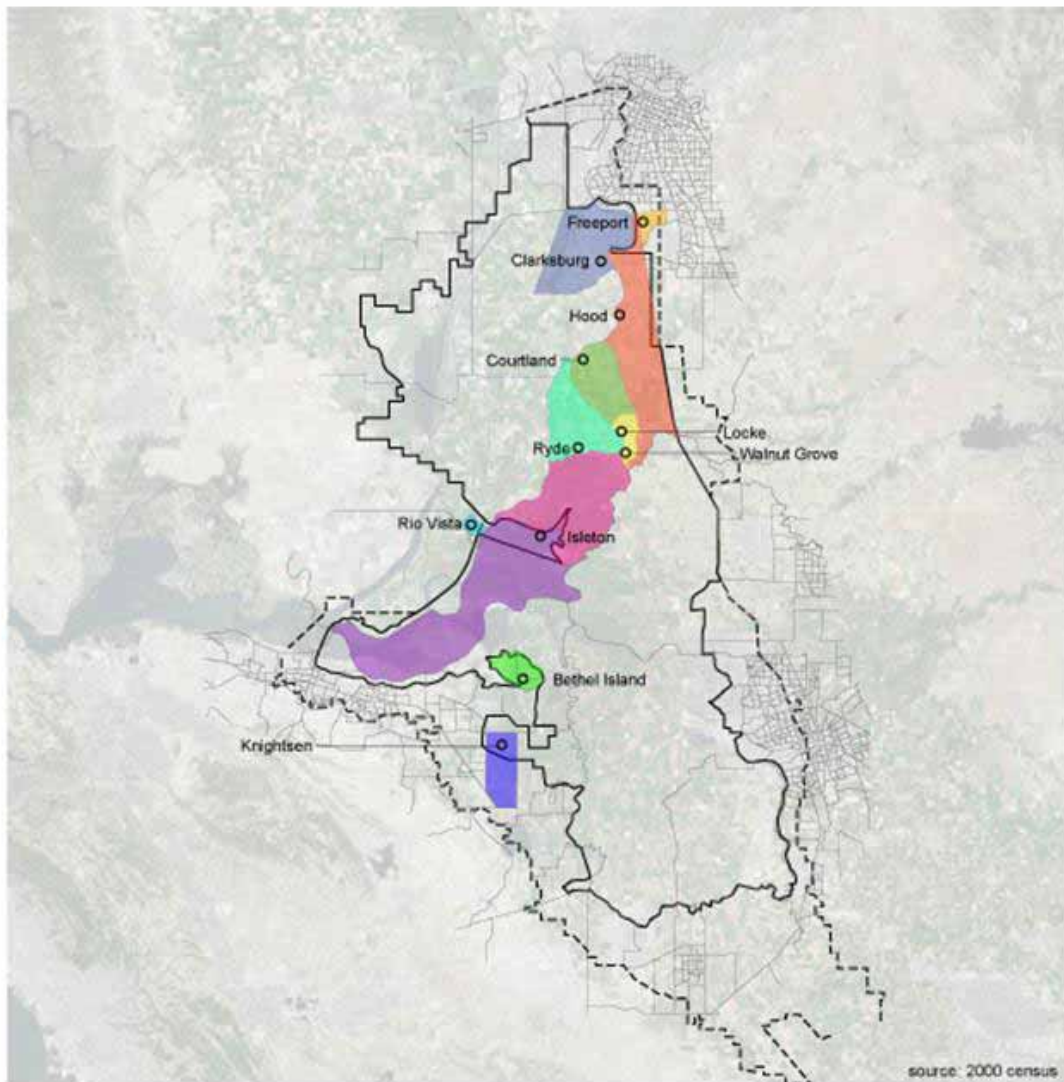 Freeport
Clarksburg
Hood
Courtland
Locke
Ryde
Walnut Grove
Rio Vista
Isleton
Bethel Island
Knightsen
source: 2000 census